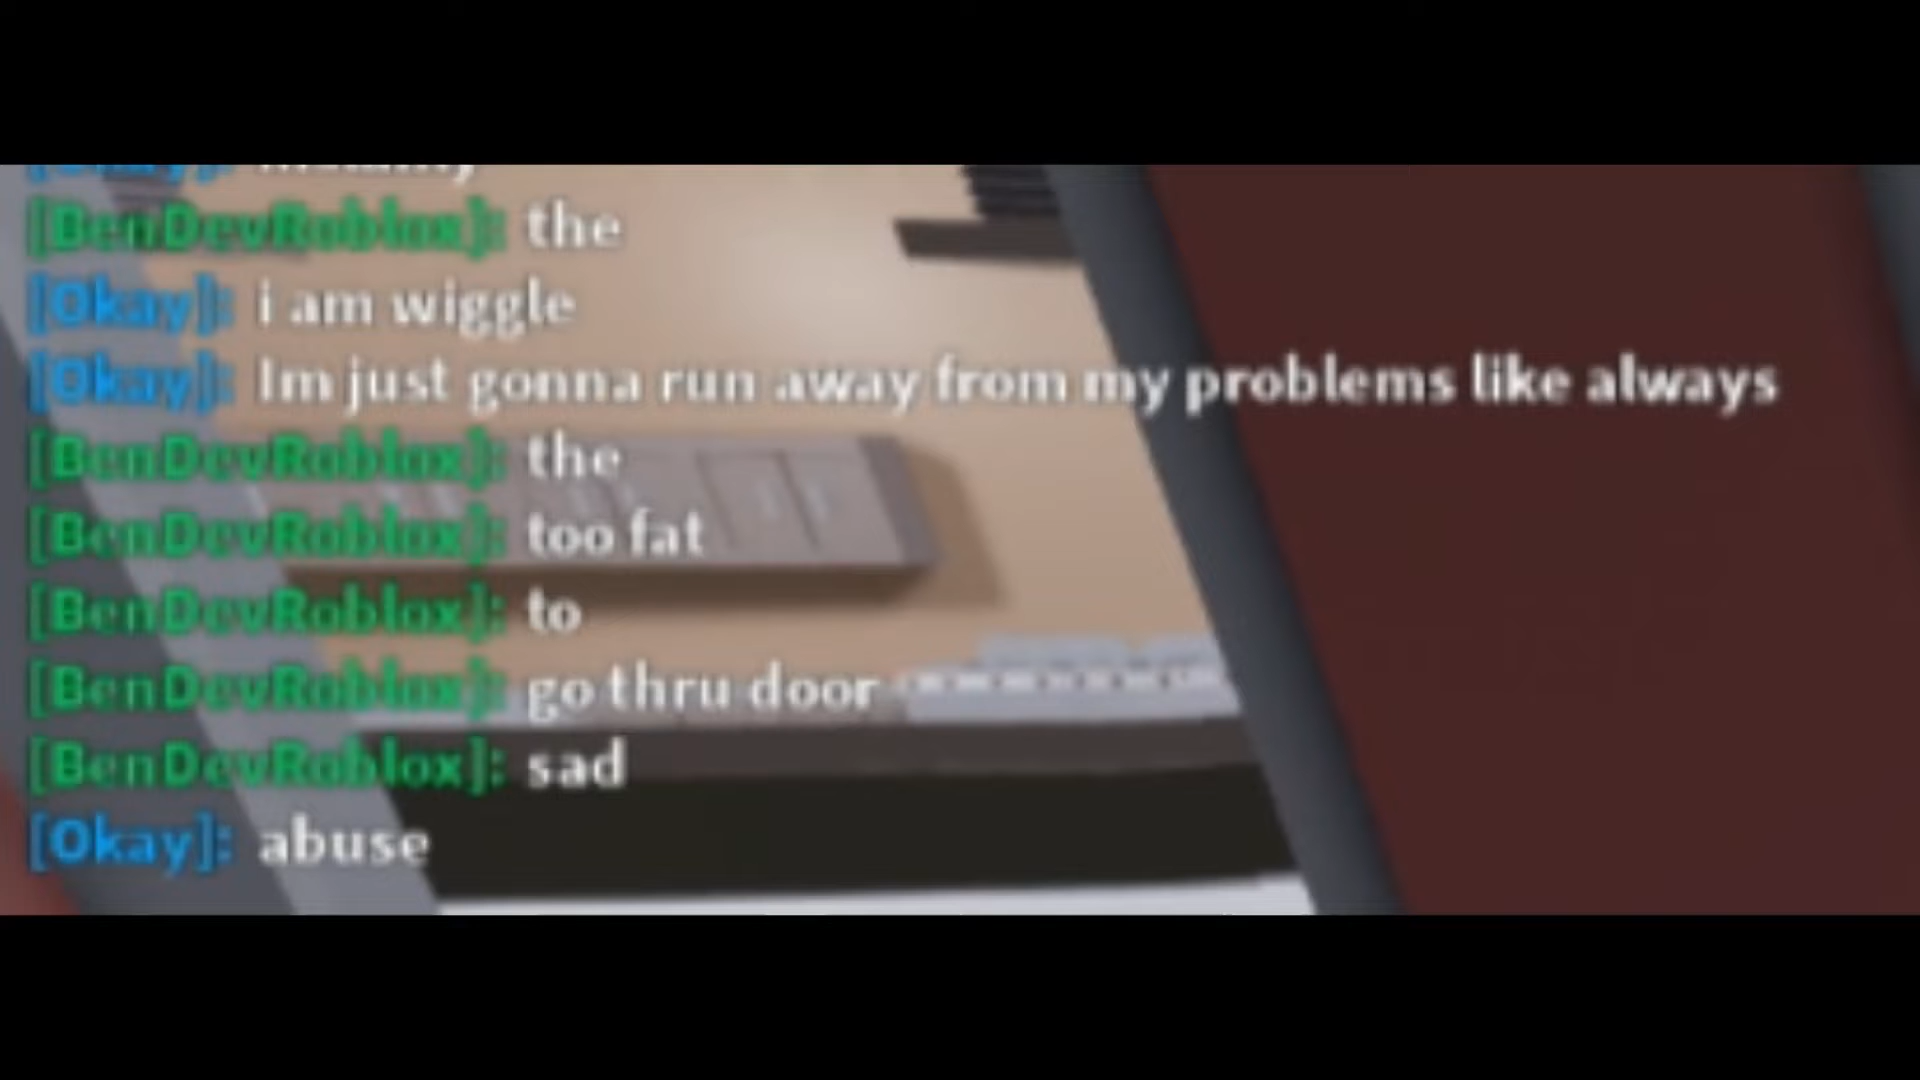 [BenDevRoblox]: the
[Okay]: i am wiggle
[Okay]: Im just gonna run away from my problems like always
[BenDevRoblox]: the
[BenDevRoblox]: too fat
[BenDevRoblox]: to
[BenDevRoblox]: go thru door
[BenDevRoblox]: sad
[Okay]: abuse